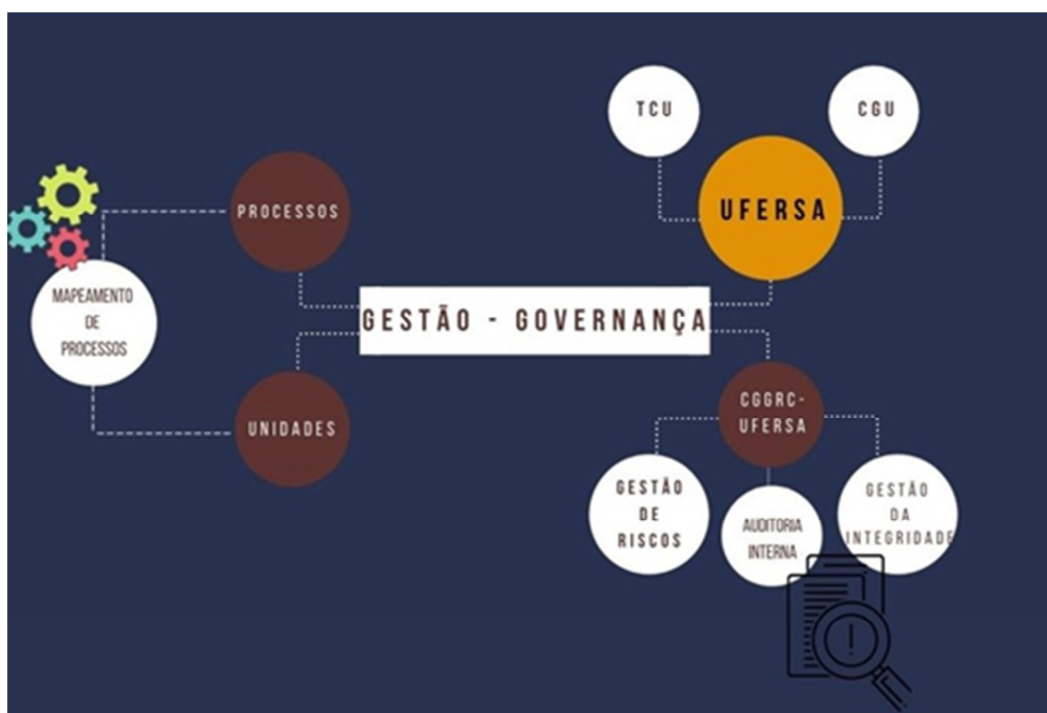 TCU
CGU
PROCESSOS
UFERSA
MAPEAMENTO
DE
PROCESSOS
GESTÃO - GOVERNANÇA
UNIDADES
CGGRC-
UFERSA
GESTÃO
DE
RISCOS
AUDITORIA
INTERNA
GESTÃO
DA
INTEGRIDADE